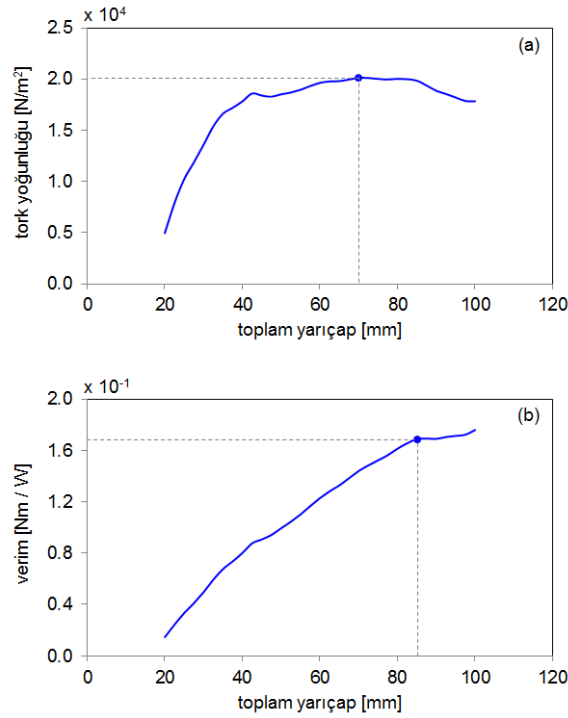 x 10⁴
(a)
2.5
2.0
1.5
1.0
0.5
0.0
tork yoğunluğu [N/m²]
0 20 40 60 80 100 120
toplam yarıçap [mm]
x 10⁻¹
(b)
2.0
1.6
1.2
0.8
0.4
0.0
verim [Nm / W]
0 20 40 60 80 100 120
toplam yarıçap [mm]